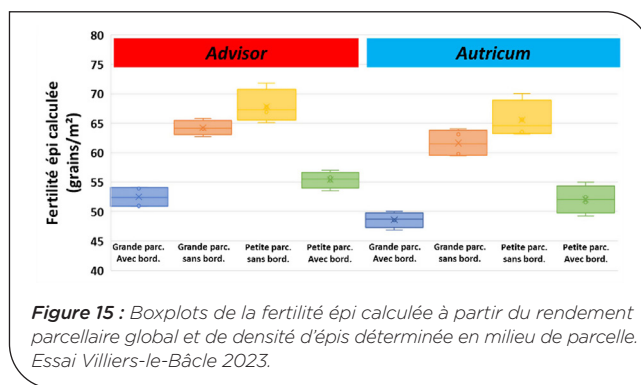 80
75
70
65
60
55
50
45
40
Fertilité épi calculée
(grains/m²)
Advisor
Autricum
Grande parc.
Avec bord.
Grande parc.
sans bord.
Petite parc.
sans bord.
Petite parc.
Avec bord.
Grande parc.
Avec bord.
Grande parc.
sans bord.
Petite parc.
sans bord.
Petite parc.
Avec bord.
Figure 15 : Boxplots de la fertilité épi calculée à partir du rendement
parcellaire global et de densité d'épis déterminée en milieu de parcelle.
Essai Villiers-le-Bâcle 2023.